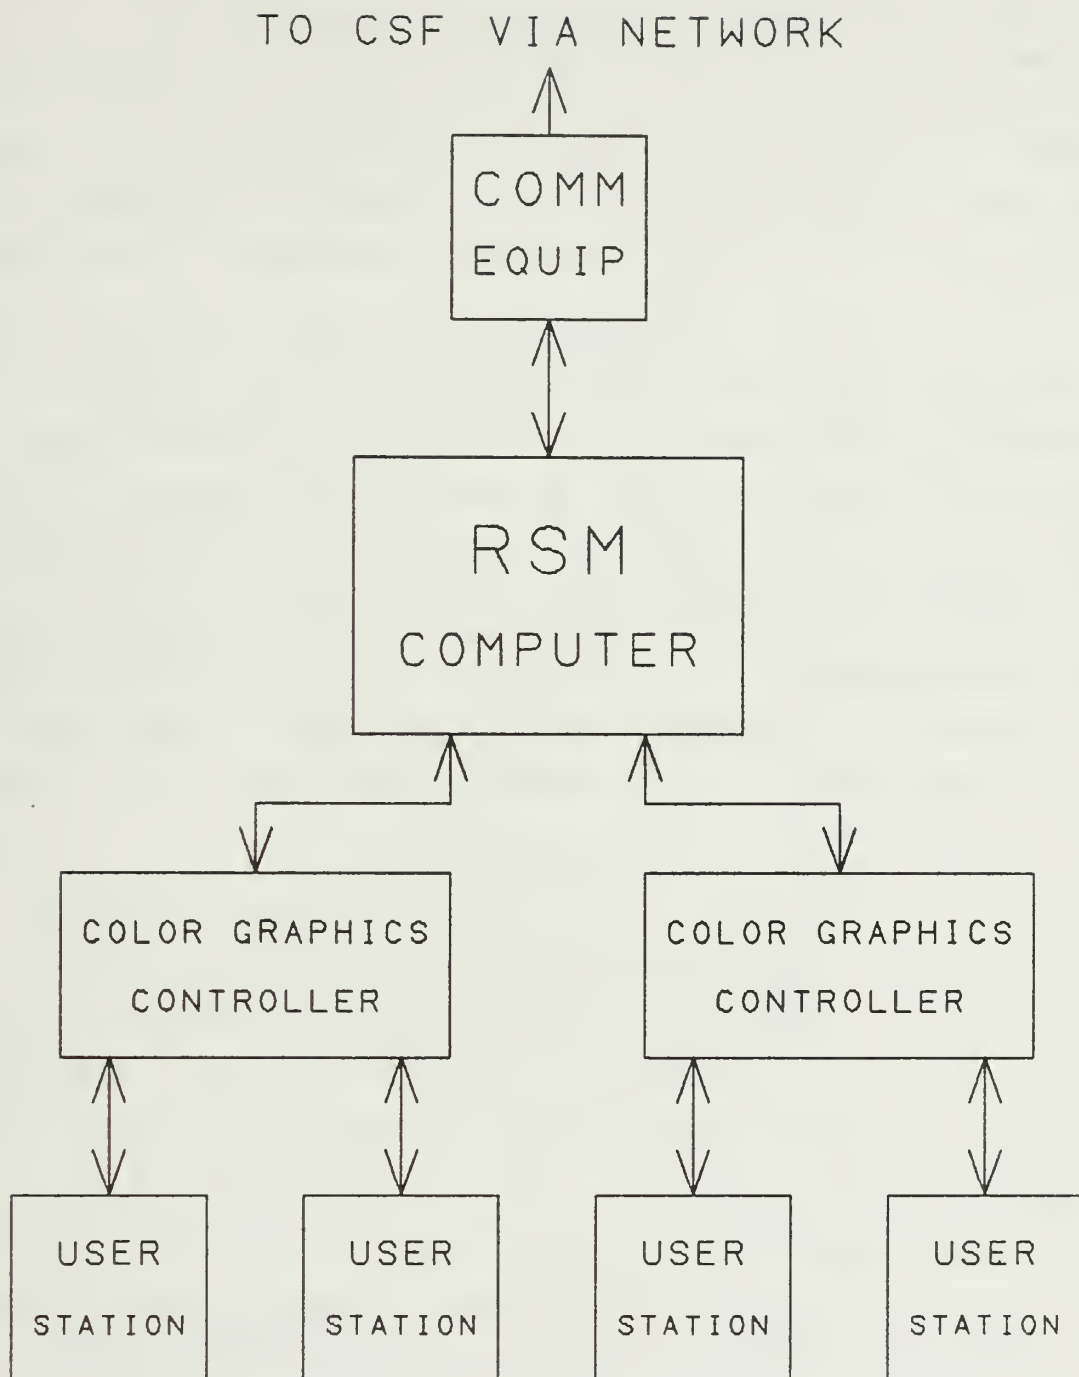 TO CSF VIA NETWORK
COMM
EQUIP
RSM
COMPUTER
COLOR GRAPHICS
CONTROLLER
COLOR GRAPHICS
CONTROLLER
USER
STATION
USER
STATION
USER
STATION
USER
STATION